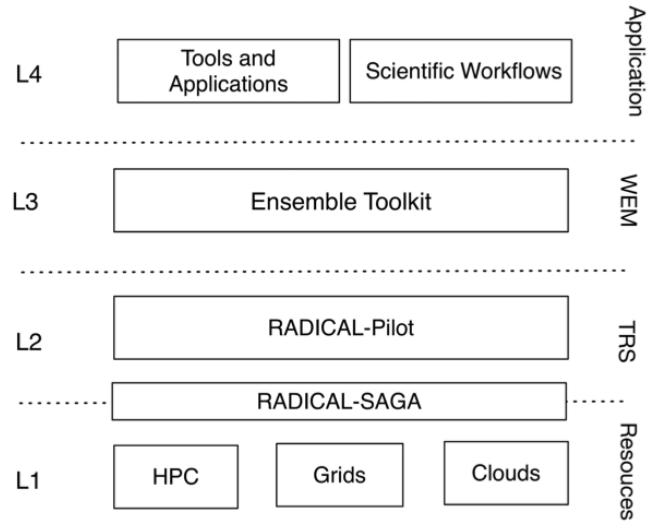 L4
Tools and
Applications
Scientific Workflows
Application
L3
Ensemble Toolkit
WEM
L2
RADICAL-Pilot
TRS
RADICAL-SAGA
L1
HPC
Grids
Clouds
Resouces